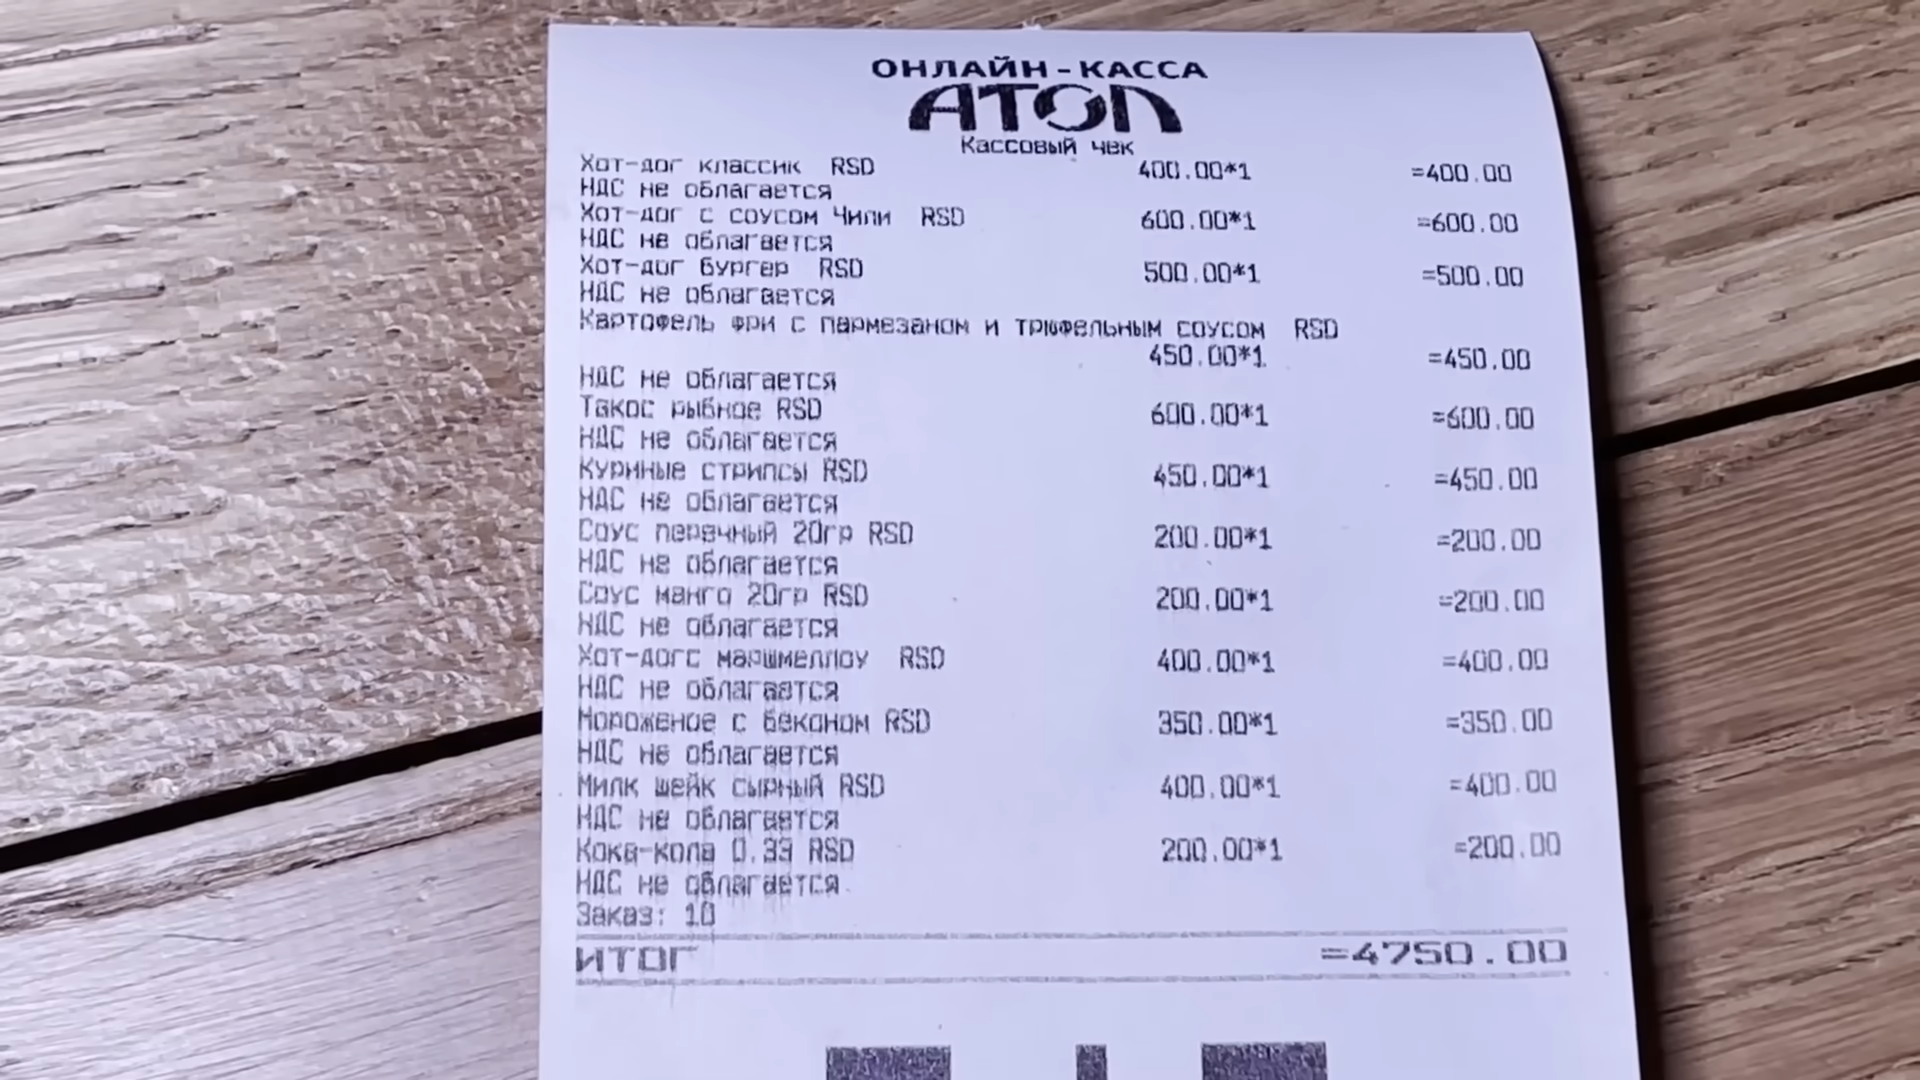 ОНЛАЙН-КАССА
АТОЛ
Кассовый чек
Хот-дог классик RSD 400.00*1 =400.00
НДС не облагается
Хот-дог с соусом Чили RSD 600.00*1 =600.00
НДС не облагается
Хот-дог бургер RSD 500.00*1 =500.00
НДС не облагается
Картофель фри с пармезаном и трюфельным соусом RSD
450.00*1 =450.00
НДС не облагается
Такос рыбное RSD 600.00*1 =600.00
НДС не облагается
Куриные стрипсы RSD 450.00*1 =450.00
НДС не облагается
Соус перечный 20гр RSD 200.00*1 =200.00
НДС не облагается
Соус манго 20гр RSD 200.00*1 =200.00
НДС не облагается
Хот-догс маршмеллоу RSD 400.00*1 =400.00
НДС не облагается
Мороженое с беконом RSD 350.00*1 =350.00
НДС не облагается
Милк шейк сырный RSD 400.00*1 =400.00
НДС не облагается
Кока-кола 0.33 RSD 200.00*1 =200.00
НДС не облагается
Заказ: 10
ИТОГ =4750.00